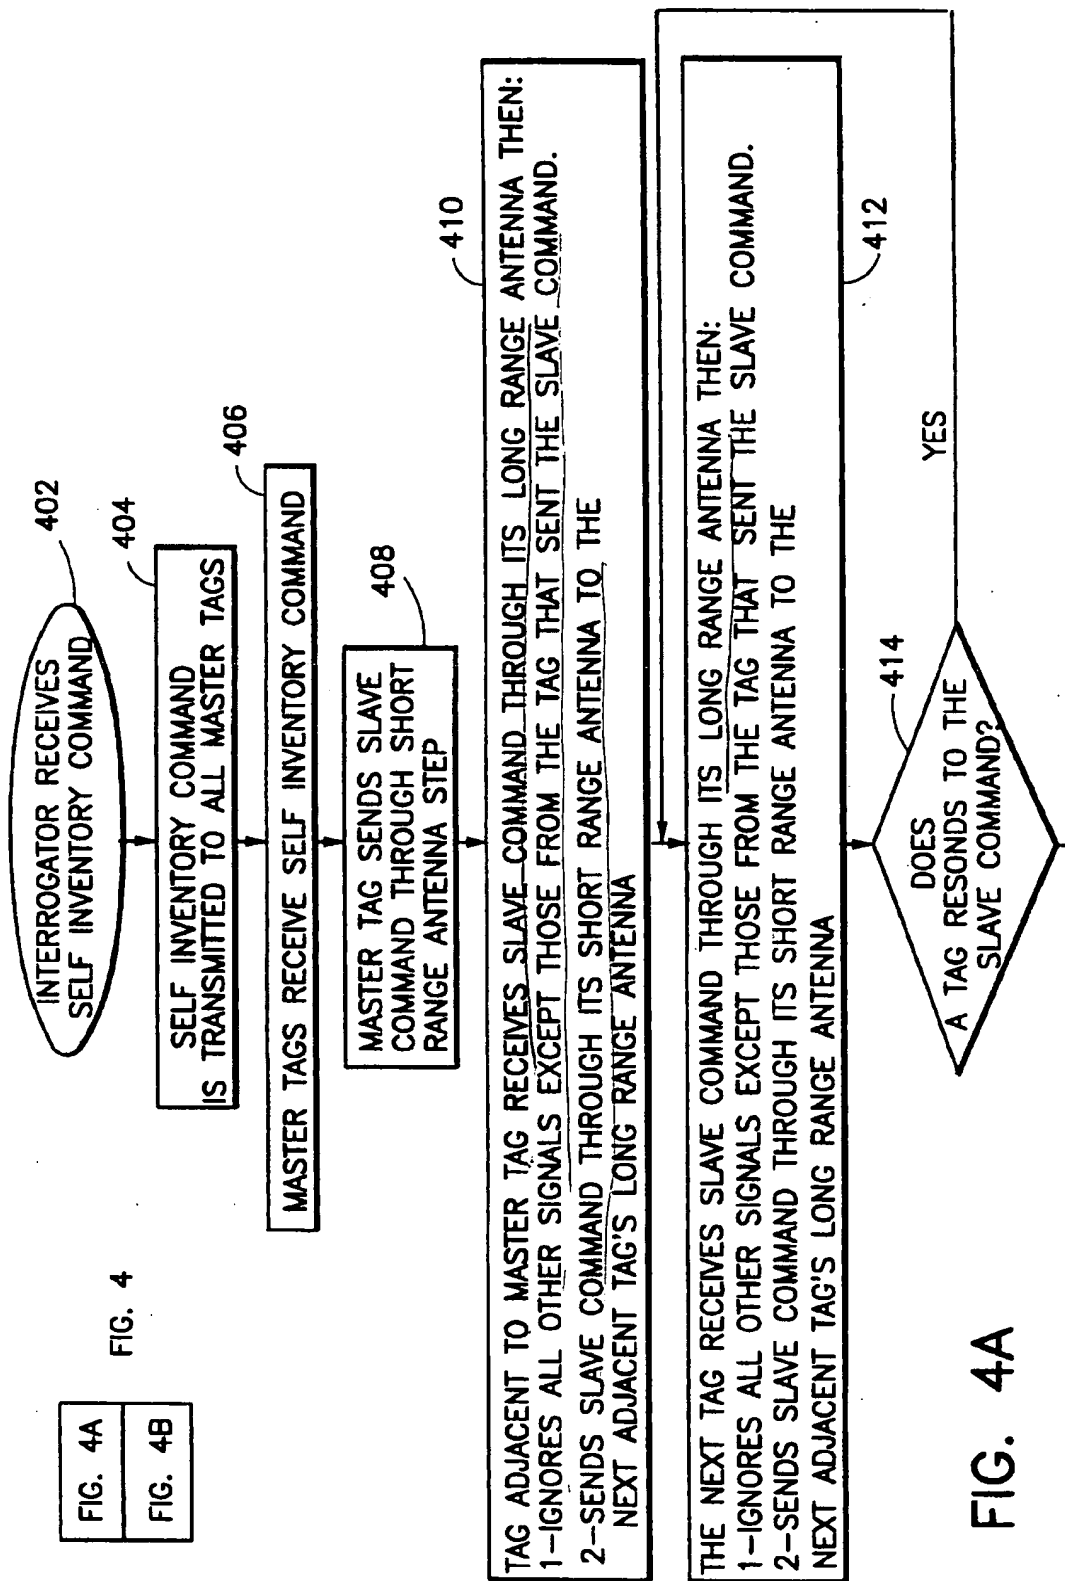 INTERROGATOR RECEIVES
SELF INVENTORY COMMAND
402
SELF INVENTORY COMMAND
IS TRANSMITTED TO ALL MASTER TAGS
404
MASTER TAGS RECEIVE SELF INVENTORY COMMAND
406
MASTER TAG SENDS SLAVE
COMMAND THROUGH SHORT
RANGE ANTENNA STEP
408
TAG ADJACENT TO MASTER TAG RECEIVES SLAVE COMMAND THROUGH ITS LONG RANGE ANTENNA THEN:
1-IGNORES ALL OTHER SIGNALS EXCEPT THOSE FROM THE TAG THAT SENT THE SLAVE COMMAND.
2-SENDS SLAVE COMMAND THROUGH ITS SHORT RANGE ANTENNA TO THE
NEXT ADJACENT TAG'S LONG RANGE ANTENNA
410
THE NEXT TAG RECEIVES SLAVE COMMAND THROUGH ITS LONG RANGE ANTENNA THEN:
1-IGNORES ALL OTHER SIGNALS EXCEPT THOSE FROM THE TAG THAT SENT THE SLAVE COMMAND.
2-SENDS SLAVE COMMAND THROUGH ITS SHORT RANGE ANTENNA TO THE
NEXT ADJACENT TAG'S LONG RANGE ANTENNA
412
DOES
A TAG RESONDS TO THE
SLAVE COMMAND?
414
YES
FIG. 4A
FIG. 4B
FIG. 4
FIG. 4A